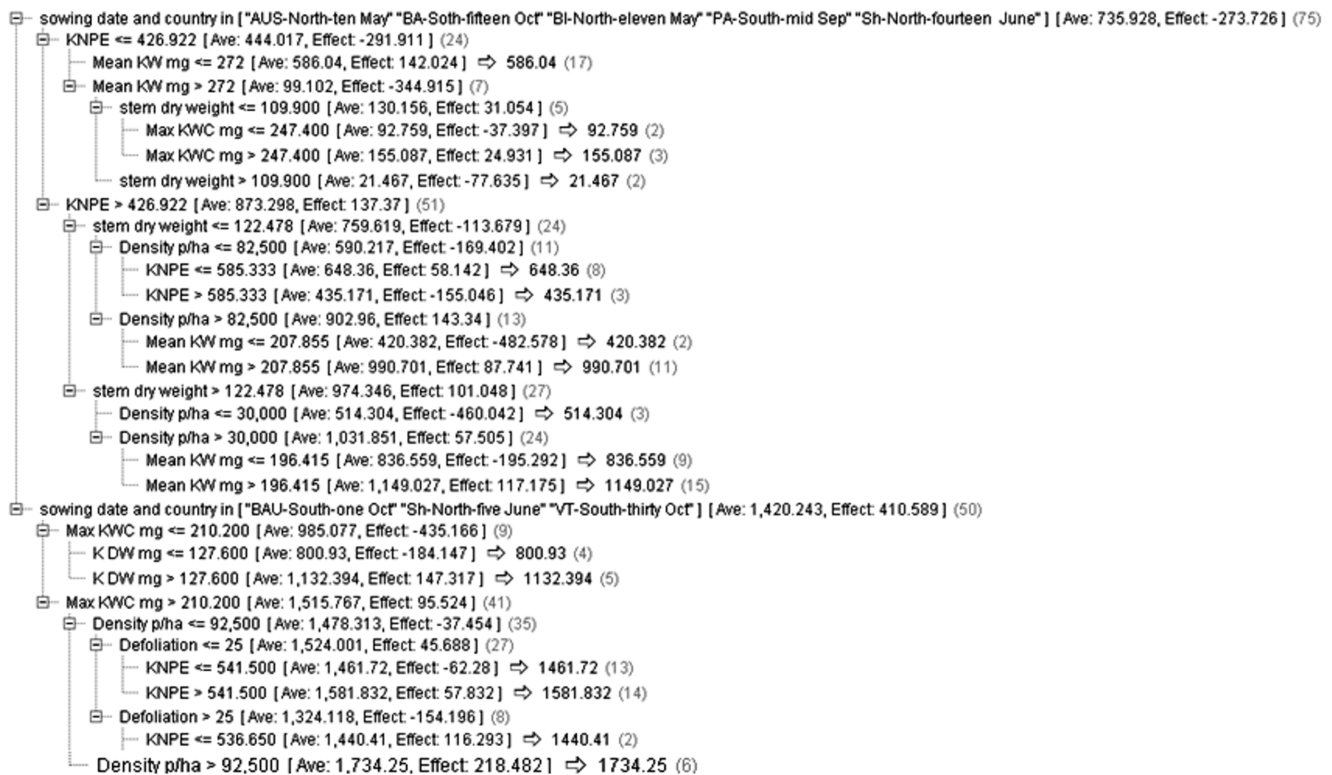 sowing date and country in ["AUS-North-ten May" "BA-Soth-fifteen Oct" "BI-North-eleven May" "PA-South-mid Sep" "Sh-North-fourteen June" ] [Ave: 735.928, Effect: -273.726] (75)
KNPE <= 426.922 [Ave: 444.017, Effect: -291.911] (24)
Mean KW mg <= 272 [Ave: 586.04, Effect: 142.024] ⇨ 586.04 (17)
Mean KW mg > 272 [Ave: 99.102, Effect: -344.915] (7)
stem dry weight <= 109.900 [Ave: 130.156, Effect: 31.054] (5)
Max KWC mg <= 247.400 [Ave: 92.759, Effect: -37.397] ⇨ 92.759 (2)
Max KWC mg > 247.400 [Ave: 155.087, Effect: 24.931] ⇨ 155.087 (3)
stem dry weight > 109.900 [Ave: 21.467, Effect: -77.635] ⇨ 21.467 (2)
KNPE > 426.922 [Ave: 873.298, Effect: 137.37] (51)
stem dry weight <= 122.478 [Ave: 759.619, Effect: -113.679] (24)
Density p/ha <= 82,500 [Ave: 590.217, Effect: -169.402] (11)
KNPE <= 585.333 [Ave: 648.36, Effect: 58.142] ⇨ 648.36 (8)
KNPE > 585.333 [Ave: 435.171, Effect: -155.046] ⇨ 435.171 (3)
Density p/ha > 82,500 [Ave: 902.96, Effect: 143.34] (13)
Mean KW mg <= 207.855 [Ave: 420.382, Effect: -482.578] ⇨ 420.382 (2)
Mean KW mg > 207.855 [Ave: 990.701, Effect: 87.741] ⇨ 990.701 (11)
stem dry weight > 122.478 [Ave: 974.346, Effect: 101.048] (27)
Density p/ha <= 30,000 [Ave: 514.304, Effect: -460.042] ⇨ 514.304 (3)
Density p/ha > 30,000 [Ave: 1,031.851, Effect: 57.505] (24)
Mean KW mg <= 196.415 [Ave: 836.559, Effect: -195.292] ⇨ 836.559 (9)
Mean KW mg > 196.415 [Ave: 1,149.027, Effect: 117.175] ⇨ 1149.027 (15)
sowing date and country in ["BAU-South-one Oct" "Sh-North-five June" "VT-South-thirty Oct" ] [Ave: 1,420.243, Effect: 410.589] (50)
Max KWC mg <= 210.200 [Ave: 985.077, Effect: -435.166] (9)
K DW mg <= 127.600 [Ave: 800.93, Effect: -184.147] ⇨ 800.93 (4)
K DW mg > 127.600 [Ave: 1,132.394, Effect: 147.317] ⇨ 1132.394 (5)
Max KWC mg > 210.200 [Ave: 1,515.767, Effect: 95.524] (41)
Density p/ha <= 92,500 [Ave: 1,478.313, Effect: -37.454] (35)
Defoliation <= 25 [Ave: 1,524.001, Effect: 45.688] (27)
KNPE <= 541.500 [Ave: 1,461.72, Effect: -62.28] ⇨ 1461.72 (13)
KNPE > 541.500 [Ave: 1,581.832, Effect: 57.832] ⇨ 1581.832 (14)
Defoliation > 25 [Ave: 1,324.118, Effect: -154.196] (8)
KNPE <= 536.650 [Ave: 1,440.41, Effect: 116.293] ⇨ 1440.41 (2)
Density p/ha > 92,500 [Ave: 1,734.25, Effect: 218.482] ⇨ 1734.25 (6)